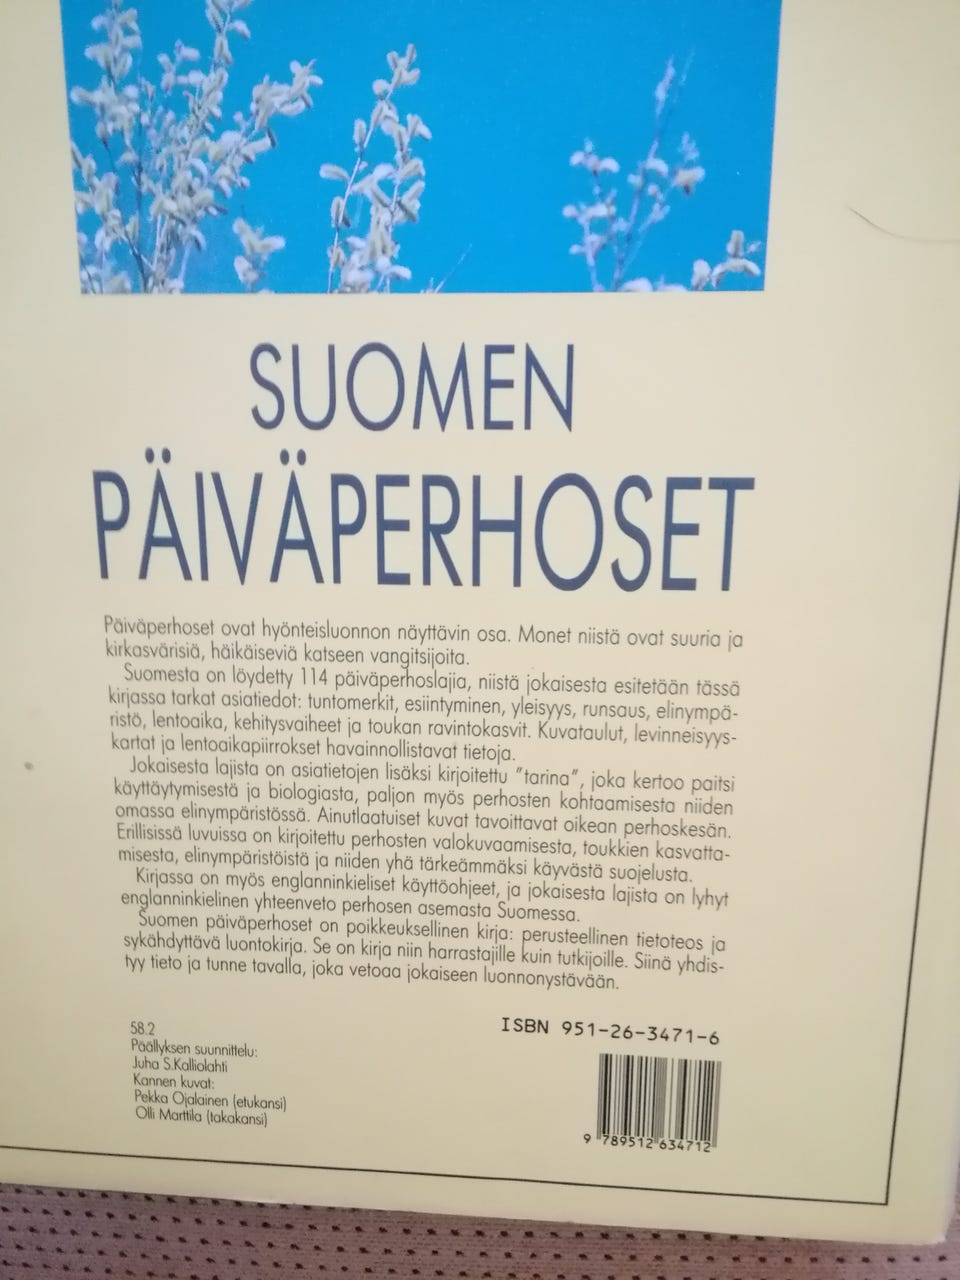 SUOMEN
PÄIVÄPERHOSET
Päiväperhoset ovat hyönteisluonnon näyttävin osa. Monet niistä ovat suuria ja
kirkasvärisiä, häikäiseviä katseen vangitsijoita.
Suomesta on löydetty 114 päiväperhoslajia, niistä jokaisesta esitetään tässä
kirjassa tarkat asiatiedot: tuntomerkit, esiintyminen, yleisyys, runsaus, elinympä-
ristö, lentoaika, kehitysvaiheet ja toukan ravintokasvit. Kuvataulut, levinneisyys-
kartat ja lentoaikapiirrokset havainnollistavat tietoja.
Jokaisesta lajista on asiatietojen lisäksi kirjoitettu "tarina", joka kertoo paitsi
käyttäytymisestä ja biologiasta, paljon myös perhosten kohtaamisesta niiden
omassa elinympäristössä. Ainutlaatuiset kuvat tavoittavat oikean perhoskesän.
Erillisissä luvuissa on kirjoitettu perhosten valokuvaamisesta, toukkien kasvatta-
misesta, elinympäristöistä ja niiden yhä tärkeämmäksi käyvästä suojelusta.
Kirjassa on myös englanninkieliset käyttöohjeet, ja jokaisesta lajista on lyhyt
englanninkielinen yhteenveto perhosen asemasta Suomessa.
Suomen päiväperhoset on poikkeuksellinen kirja: perusteellinen tietoteos ja
sykähdyttävä luontokirja. Se on kirja niin harrastajille kuin tutkijoille. Siinä yhdis-
tyy tieto ja tunne tavalla, joka vetoaa jokaiseen luonnonystävään.
58.2
Päällyksen suunnittelu:
Juha S.Kalliolahti
Kannen kuvat:
Pekka Ojalainen (etukansi)
Olli Marttila (takakansi)
ISBN 951-26-3471-6
9 789512 634712